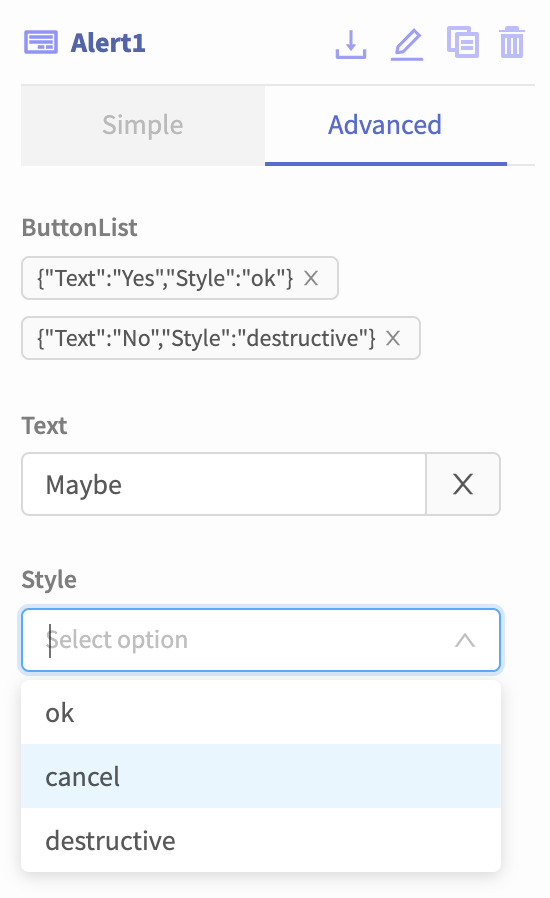 Alert1
Simple Advanced
ButtonList
{"Text":"Yes","Style":"ok"} X
{"Text":"No","Style":"destructive"} X
Text
Maybe X
Style
Select option
ok
cancel
destructive